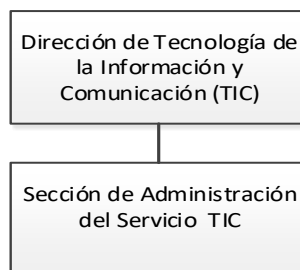 Dirección de Tecnología de
la Información y
Comunicación (TIC)
Sección de Administración
del Servicio TIC